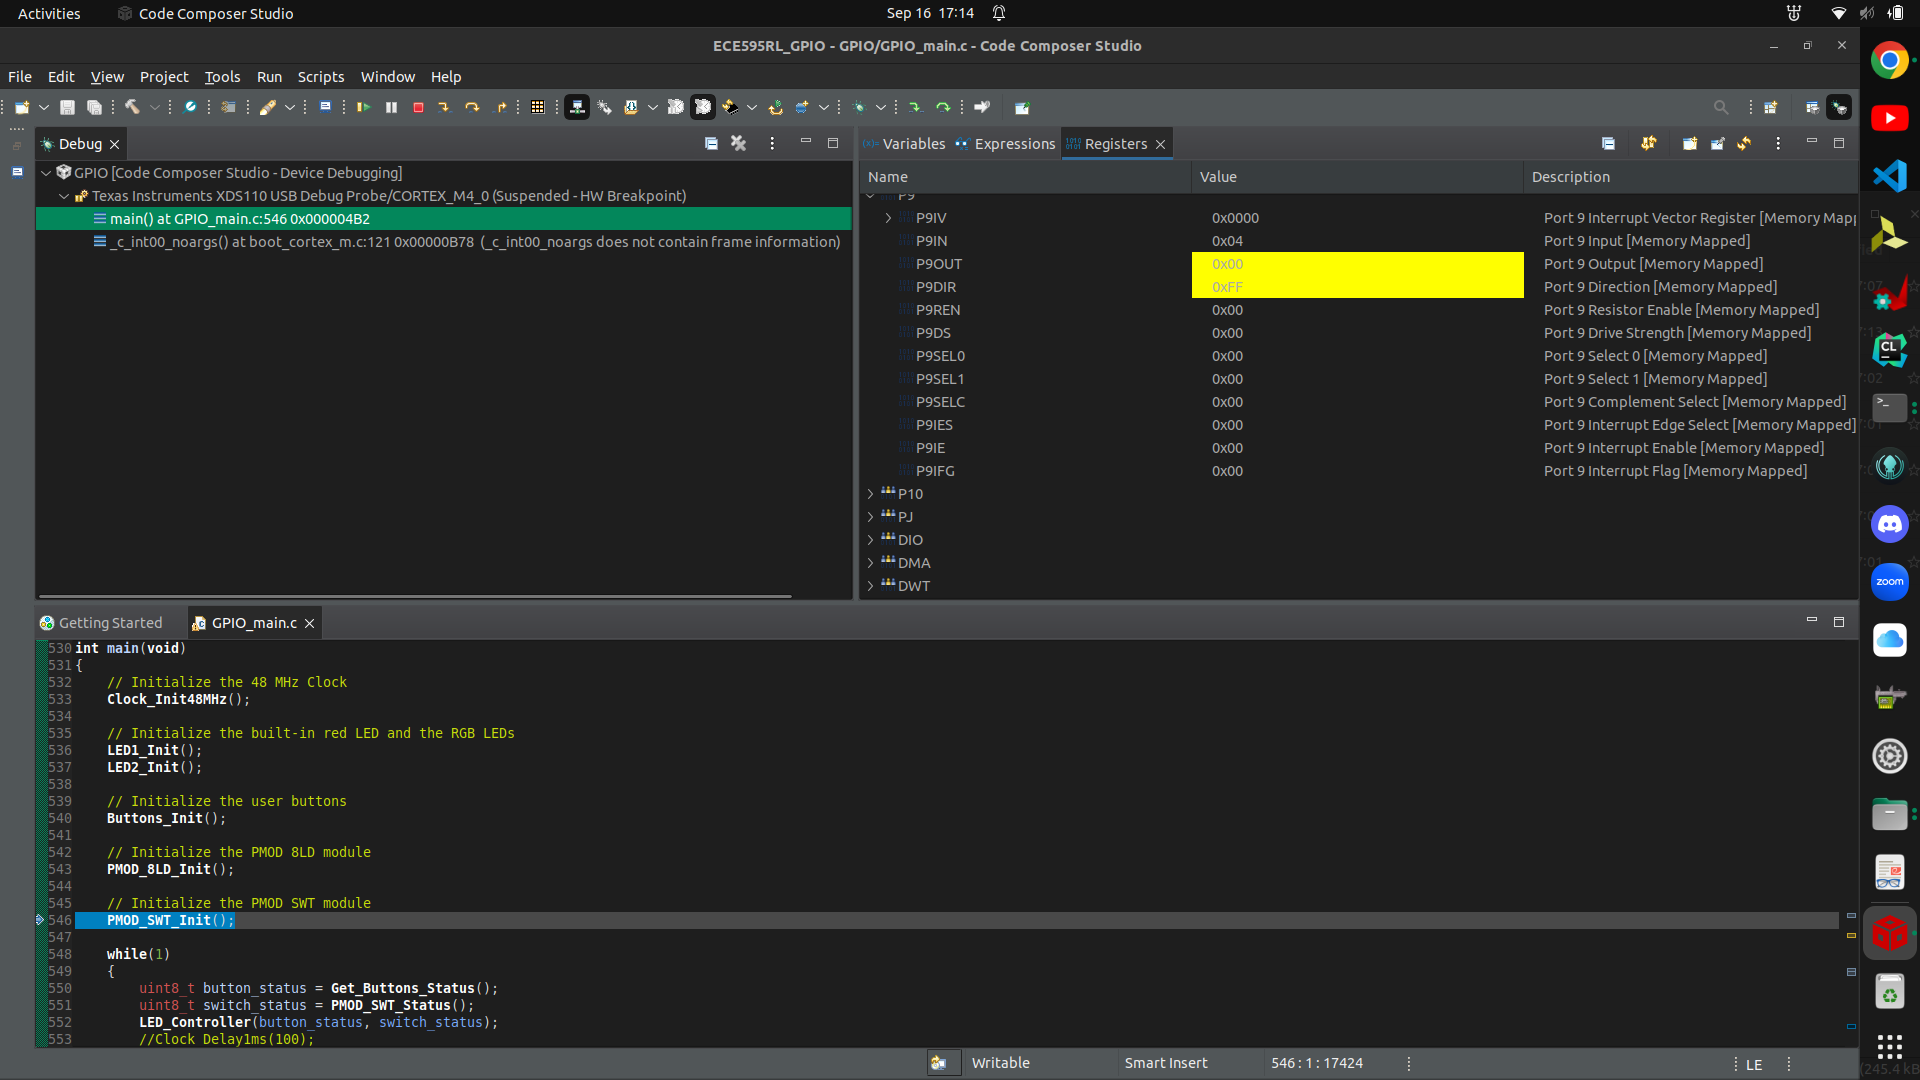 Activities Code Composer Studio Sep 16 17:14
ECE595RL_GPIO - GPIO/GPIO_main.c - Code Composer Studio
File Edit View Project Tools Run Scripts Window Help
Debug
GPIO [Code Composer Studio - Device Debugging]
Texas Instruments XDS110 USB Debug Probe/CORTEX_M4_0 (Suspended - HW Breakpoint)
main() at GPIO_main.c:546 0x000004B2
_c_int00_noargs() at boot_cortex_m.c:121 0x00000B78 (_c_int00_noargs does not contain frame information)
(x)= Variables Expressions Registers
Name Value Description
P9
P9IV 0x0000 Port 9 Interrupt Vector Register [Memory Mapp
P9IN 0x04 Port 9 Input [Memory Mapped]
P9OUT 0x00 Port 9 Output [Memory Mapped]
P9DIR 0xFF Port 9 Direction [Memory Mapped]
P9REN 0x00 Port 9 Resistor Enable [Memory Mapped]
P9DS 0x00 Port 9 Drive Strength [Memory Mapped]
P9SEL0 0x00 Port 9 Select 0 [Memory Mapped]
P9SEL1 0x00 Port 9 Select 1 [Memory Mapped]
P9SELC 0x00 Port 9 Complement Select [Memory Mapped]
P9IES 0x00 Port 9 Interrupt Edge Select [Memory Mapped]
P9IE 0x00 Port 9 Interrupt Enable [Memory Mapped]
P9IFG 0x00 Port 9 Interrupt Flag [Memory Mapped]
P10
PJ
DIO
DMA
DWT
Getting Started GPIO_main.c
530 int main(void)
531 {
532 // Initialize the 48 MHz Clock
533 Clock_Init48MHz();
534
535 // Initialize the built-in red LED and the RGB LEDs
536 LED1_Init();
537 LED2_Init();
538
539 // Initialize the user buttons
540 Buttons_Init();
541
542 // Initialize the PMOD 8LD module
543 PMOD_8LD_Init();
544
545 // Initialize the PMOD SWT module
546 PMOD_SWT_Init();
547
548 while(1)
549 {
550 uint8_t button_status = Get_Buttons_Status();
551 uint8_t switch_status = PMOD_SWT_Status();
552 LED_Controller(button_status, switch_status);
553 //Clock_Delay1ms(100);
Writable Smart Insert 546 : 1 : 17424 LE
CL
zoom
(245.4 kB